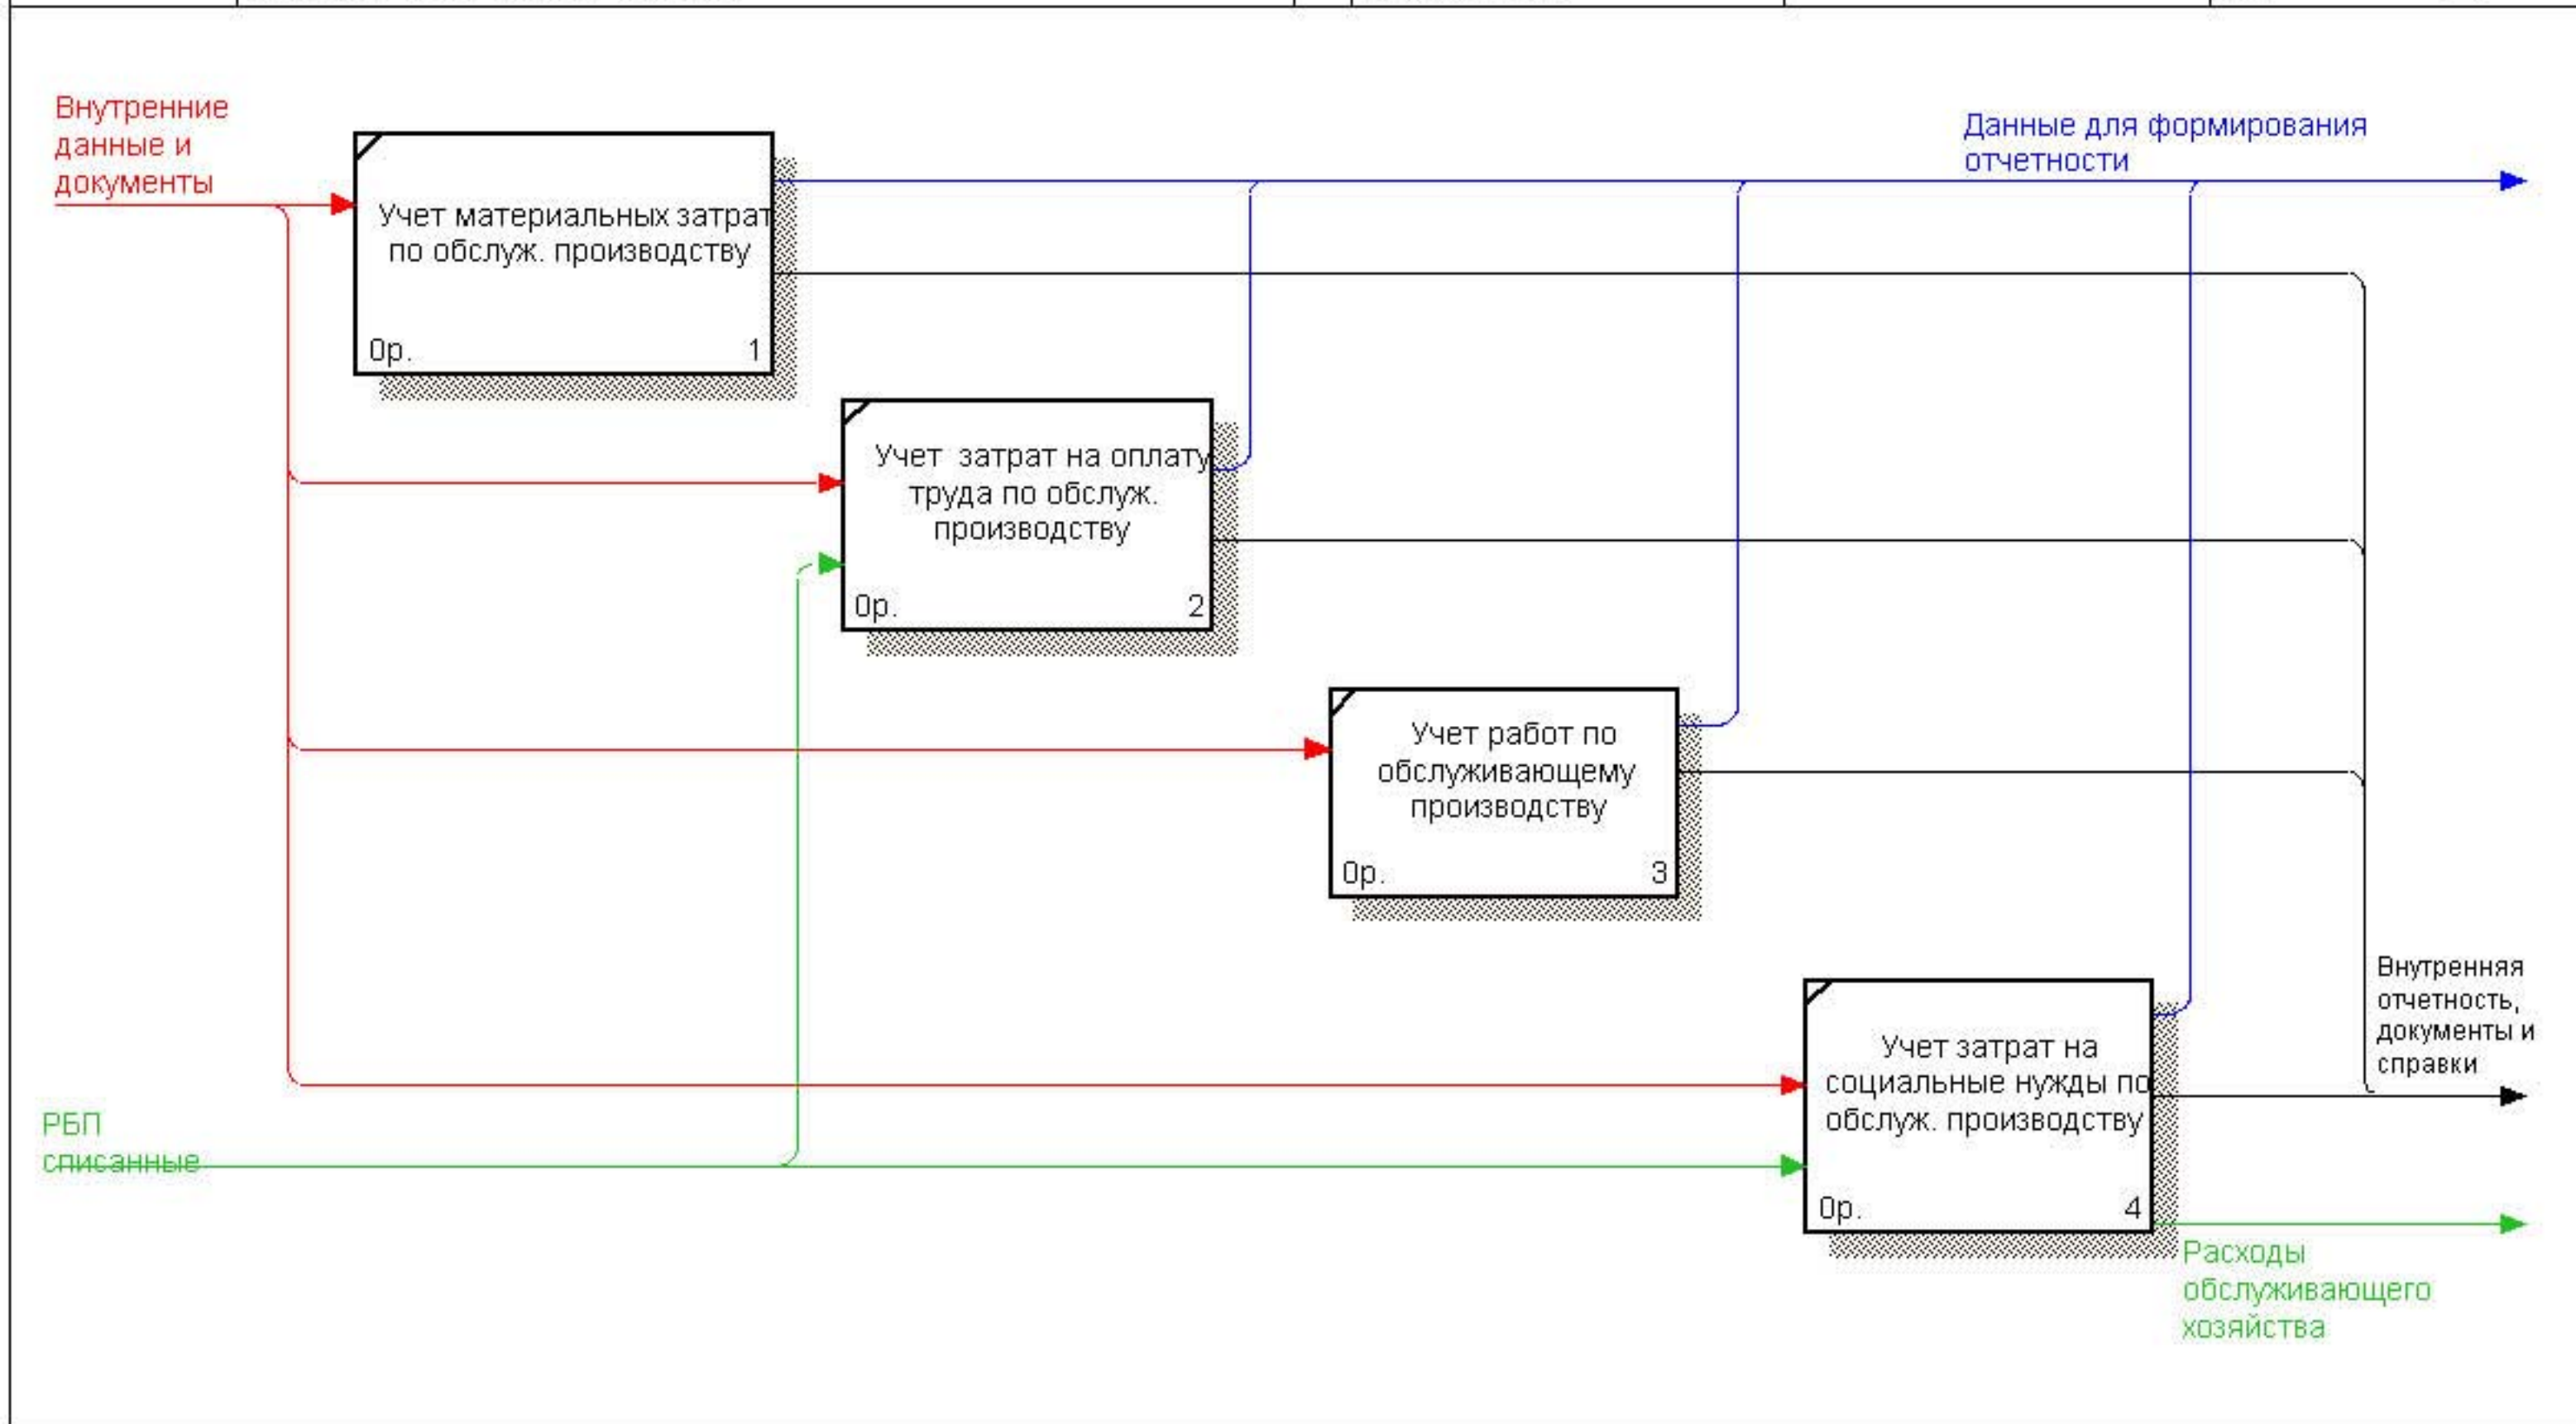 Внутренние
данные и
документы
Данные для формирования
отчетности
Учет материальных затрат
по обслуж. производству
0р. 1
Учет затрат на оплату
труда по обслуж.
производству
0р. 2
Учет работ по
обслуживающему
производству
0р. 3
Внутренняя
отчетность,
документы и
справки
Учет затрат на
социальные нужды по
обслуж. производству
0р. 4
РБП
списанные
Расходы
обслуживающего
хозяйства